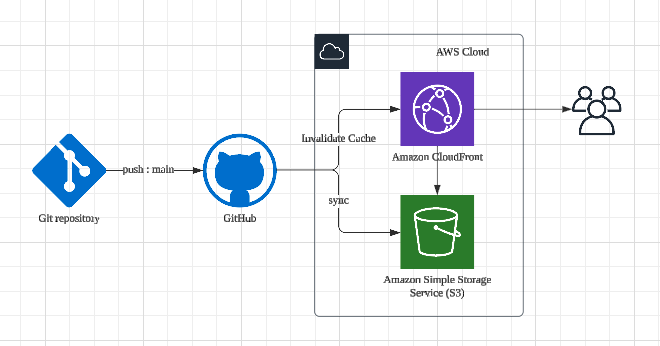 AWS Cloud
Invalidate Cache
Amazon CloudFront
push : main
sync
Git repository
GitHub
Amazon Simple Storage
Service (S3)